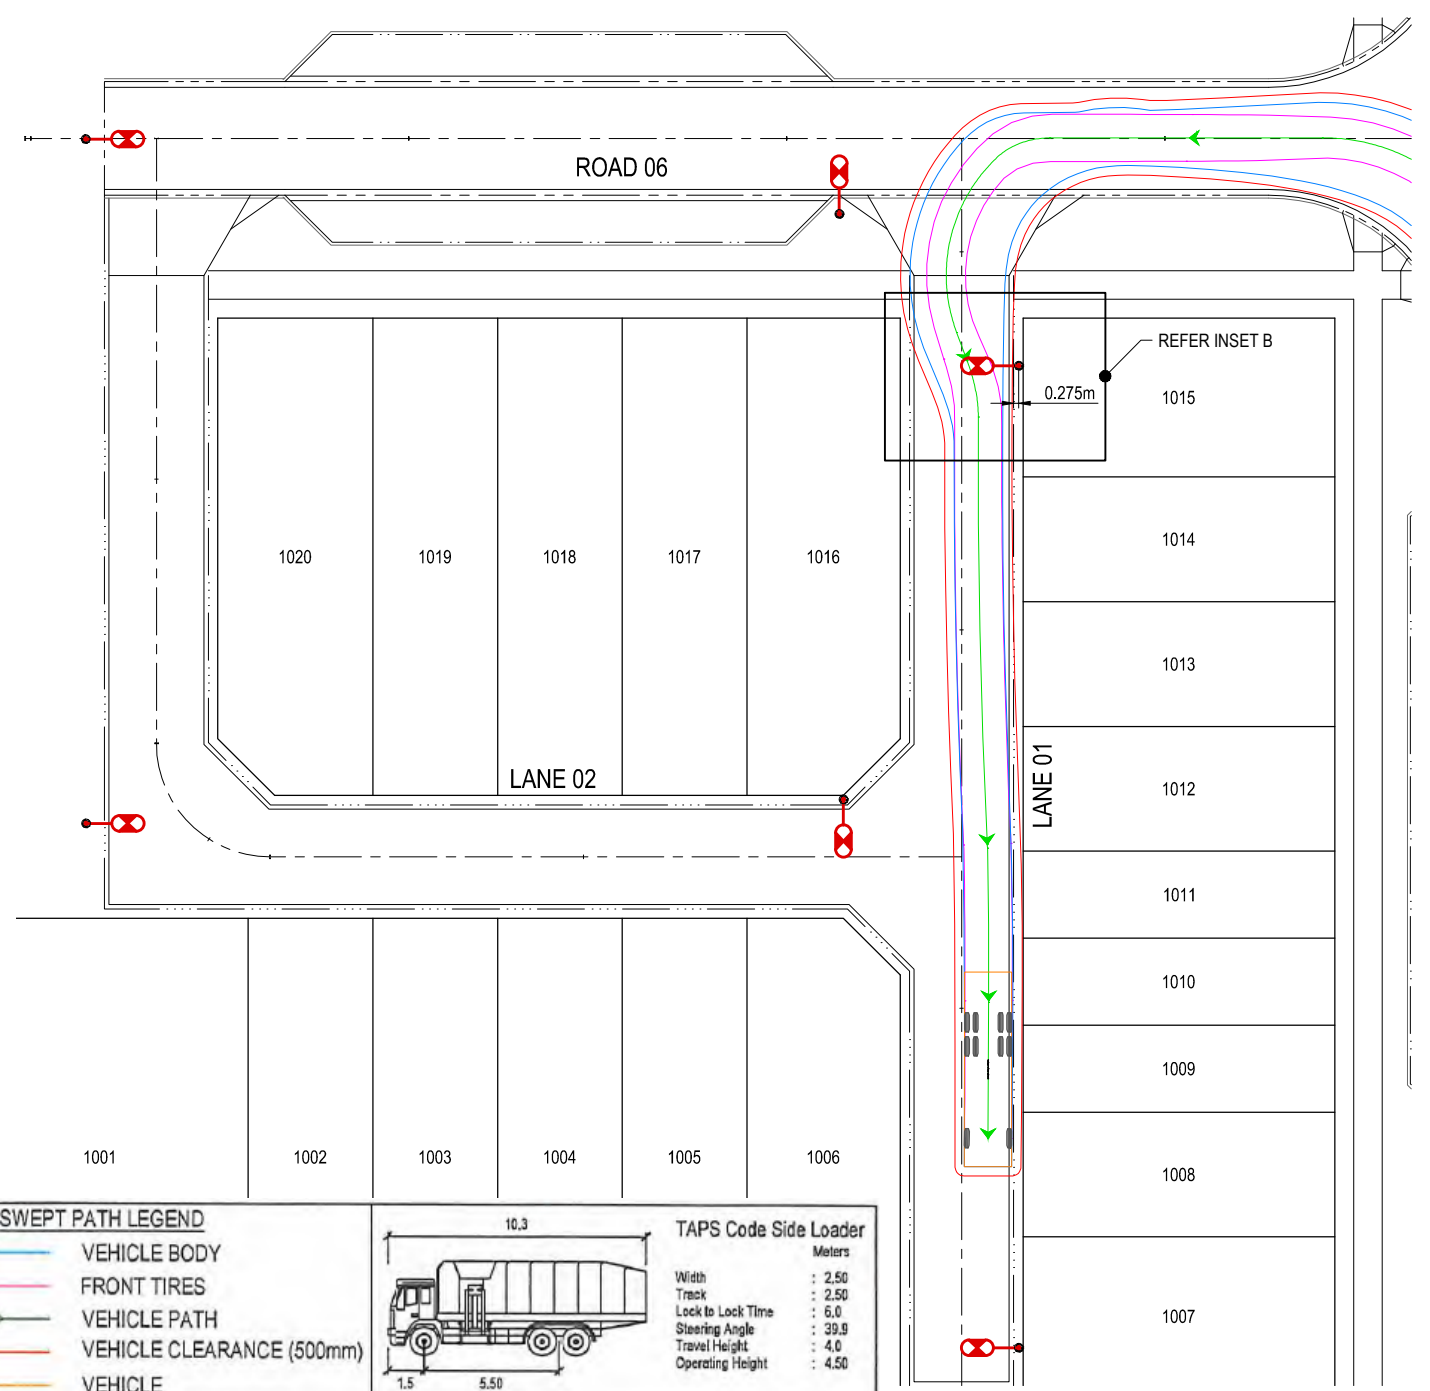 ROAD 06
REFER INSET B
0.275m
1015
1014
1020
1019
1018
1017
1016
1013
LANE 02
LANE 01
1012
1011
1010
1009
1001
1002
1003
1004
1005
1006
1008
1007
SWEPT PATH LEGEND
VEHICLE BODY
FRONT TIRES
VEHICLE PATH
VEHICLE CLEARANCE (500mm)
VEHICLE
10.3
1.5
5.50
TAPS Code Side Loader
Meters
Width : 2.50
Track : 2.50
Lock to Lock Time : 6.0
Steering Angle : 39.9
Travel Height : 4.0
Operating Height : 4.50